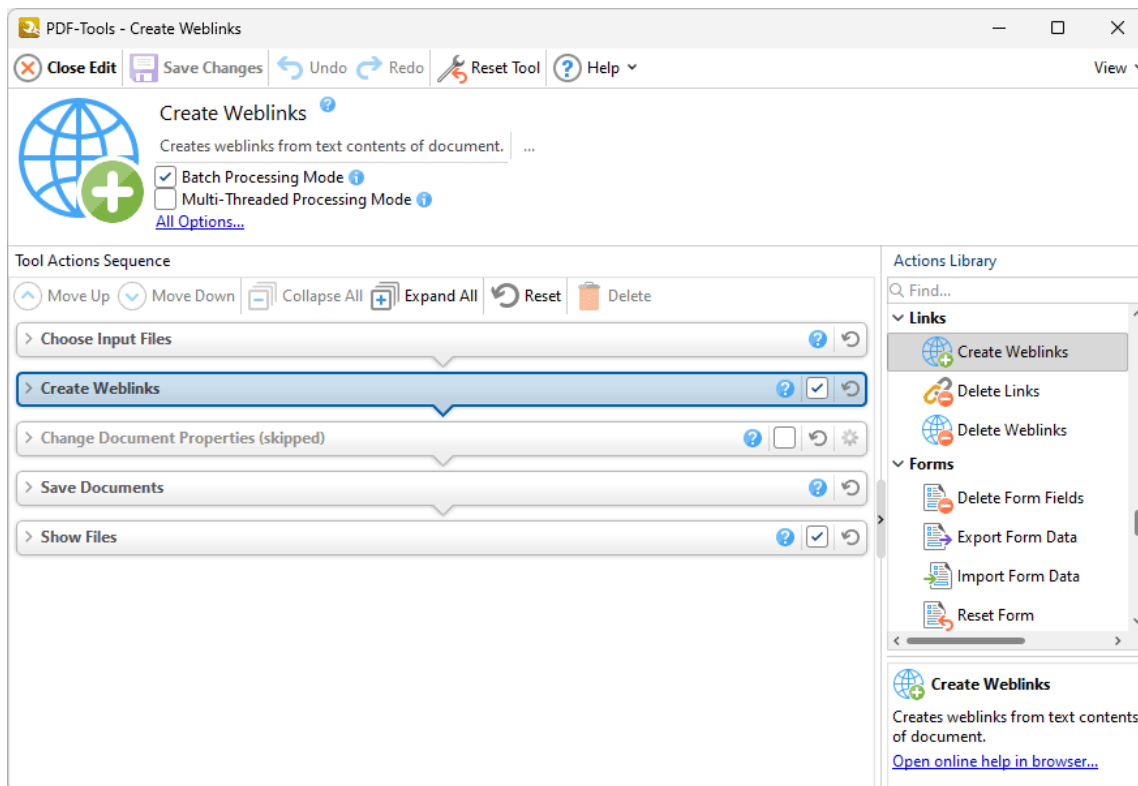 PDF-Tools - Create Weblinks
Close Edit Save Changes Undo Redo Reset Tool ? Help View
Create Weblinks ?
Creates weblinks from text contents of document. ...
Batch Processing Mode i
Multi-Threaded Processing Mode i
All Options...
Tool Actions Sequence
Move Up Move Down Collapse All Expand All Reset Delete
Choose Input Files ?
Create Weblinks ?
Change Document Properties (skipped) ?
Save Documents ?
Show Files ?
Actions Library
Find...
Links
Create Weblinks
Delete Links
Delete Weblinks
Forms
Delete Form Fields
Export Form Data
Import Form Data
Reset Form
Create Weblinks
Creates weblinks from text contents
of document.
Open online help in browser...